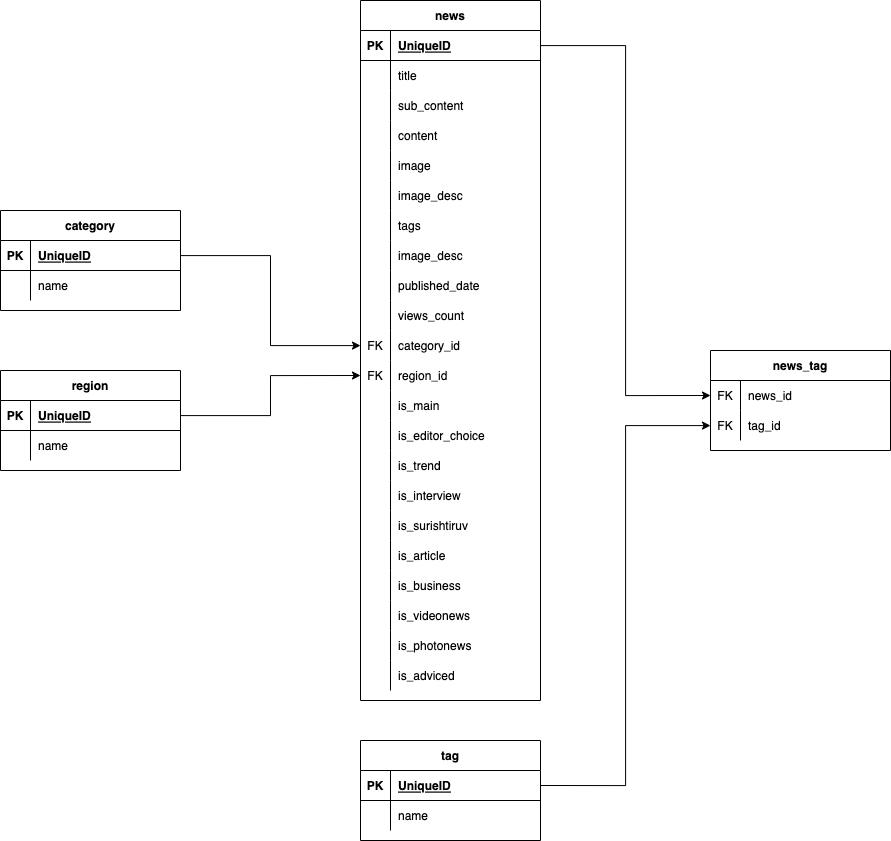 news
PK UniqueID
title
sub_content
content
image
image_desc
tags
image_desc
published_date
views_count
FK category_id
FK region_id
is_main
is_editor_choice
is_trend
is_interview
is_surishtiruv
is_article
is_business
is_videonews
is_photonews
is_adviced
category
PK UniqueID
name
region
PK UniqueID
name
news_tag
FK news_id
FK tag_id
tag
PK UniqueID
name